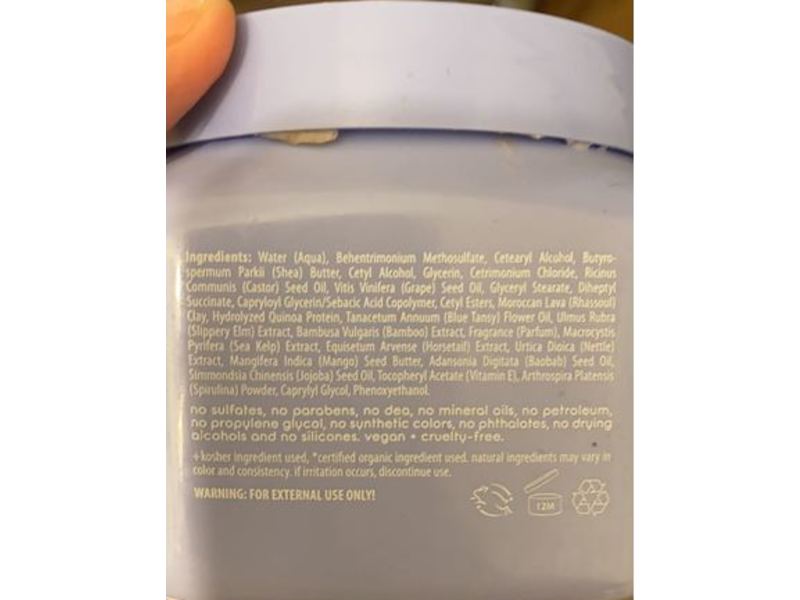 Ingredients: Water (Aqua), Behentrimonium Methosulfate, Cetearyl Alcohol, Butyro-
spermum Parkii (Shea) Butter, Cetyl Alcohol, Glycerin, Cetrimonium Chloride, Ricinus
Communis (Castor) Seed Oil, Vitis Vinifera (Grape) Seed Oil, Glyceryl Stearate, Diheptyl
Succinate, Capryloyl Glycerin/Sebacic Acid Copolymer, Cetyl Esters, Moroccan Lava (Rhassoul)
Clay, Hydrolyzed Quinoa Protein, Tanacetum Annuum (Blue Tansy) Flower Oil, Ulmus Rubra
(Slippery Elm) Extract, Bambusa Vulgaris (Bamboo) Extract, Fragrance (Parfum), Macrocystis
Pyrifera (Sea Kelp) Extract, Equisetum Arvense (Horsetail) Extract, Urtica Dioica (Nettle)
Extract, Mangifera Indica (Mango) Seed Butter, Adansonia Digitata (Baobab) Seed Oil,
Simmondsia Chinensis (Jojoba) Seed Oil, Tocopheryl Acetate (Vitamin E), Arthrospira Platensis
(Spirulina) Powder, Caprylyl Glycol, Phenoxyethanol.
no sulfates, no parabens, no dea, no mineral oils, no petroleum,
no propylene glycol, no synthetic colors, no phthalates, no drying
alcohols and no silicones. vegan + cruelty-free.
+kosher ingredient used, *certified organic ingredient used. natural ingredients may vary in
color and consistency. if irritation occurs, discontinue use.
WARNING: FOR EXTERNAL USE ONLY!
12M